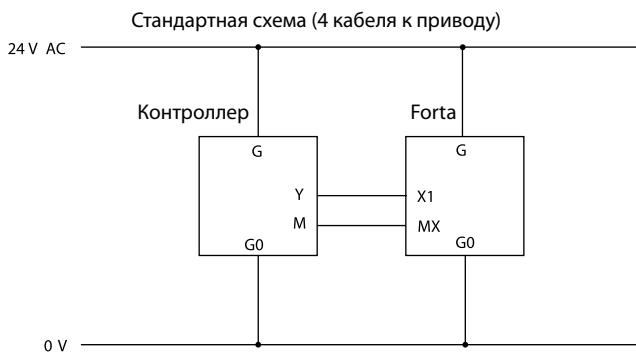 Стандартная схема (4 кабеля к приводу)
24 V AC
Контроллер
Forta
G
G
Y
X1
M
MX
G0
G0
0 V